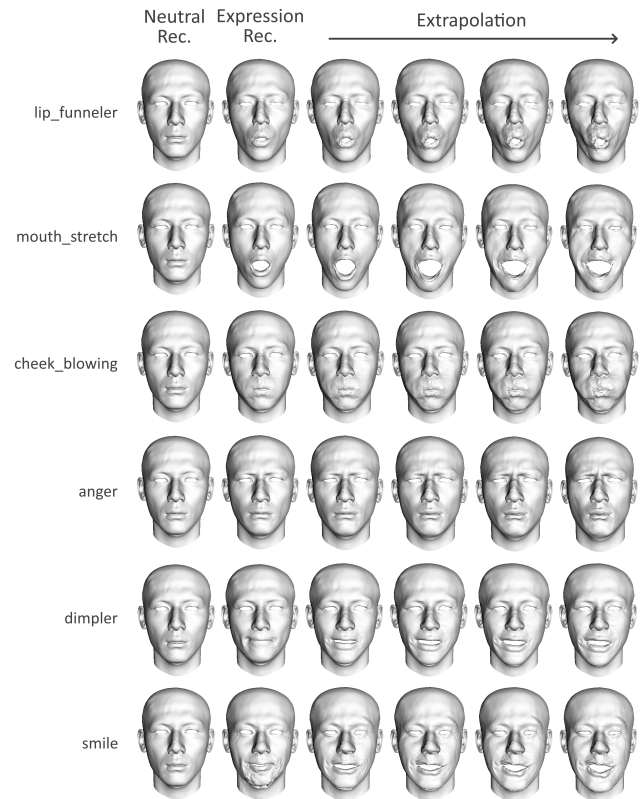 Neutral Rec.
Expression Rec.
Extrapolation
lip_funneler
mouth_stretch
cheek_blowing
anger
dimpler
smile